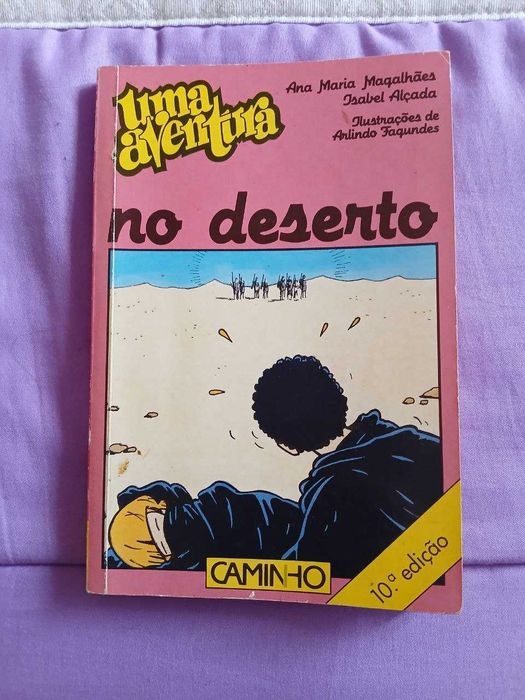 uma
aventura
Ana Maria Magalhães
Isabel Alçada
Ilustrações de
Arlindo Fagundes
no deserto
CAMINHO
10.ª edição